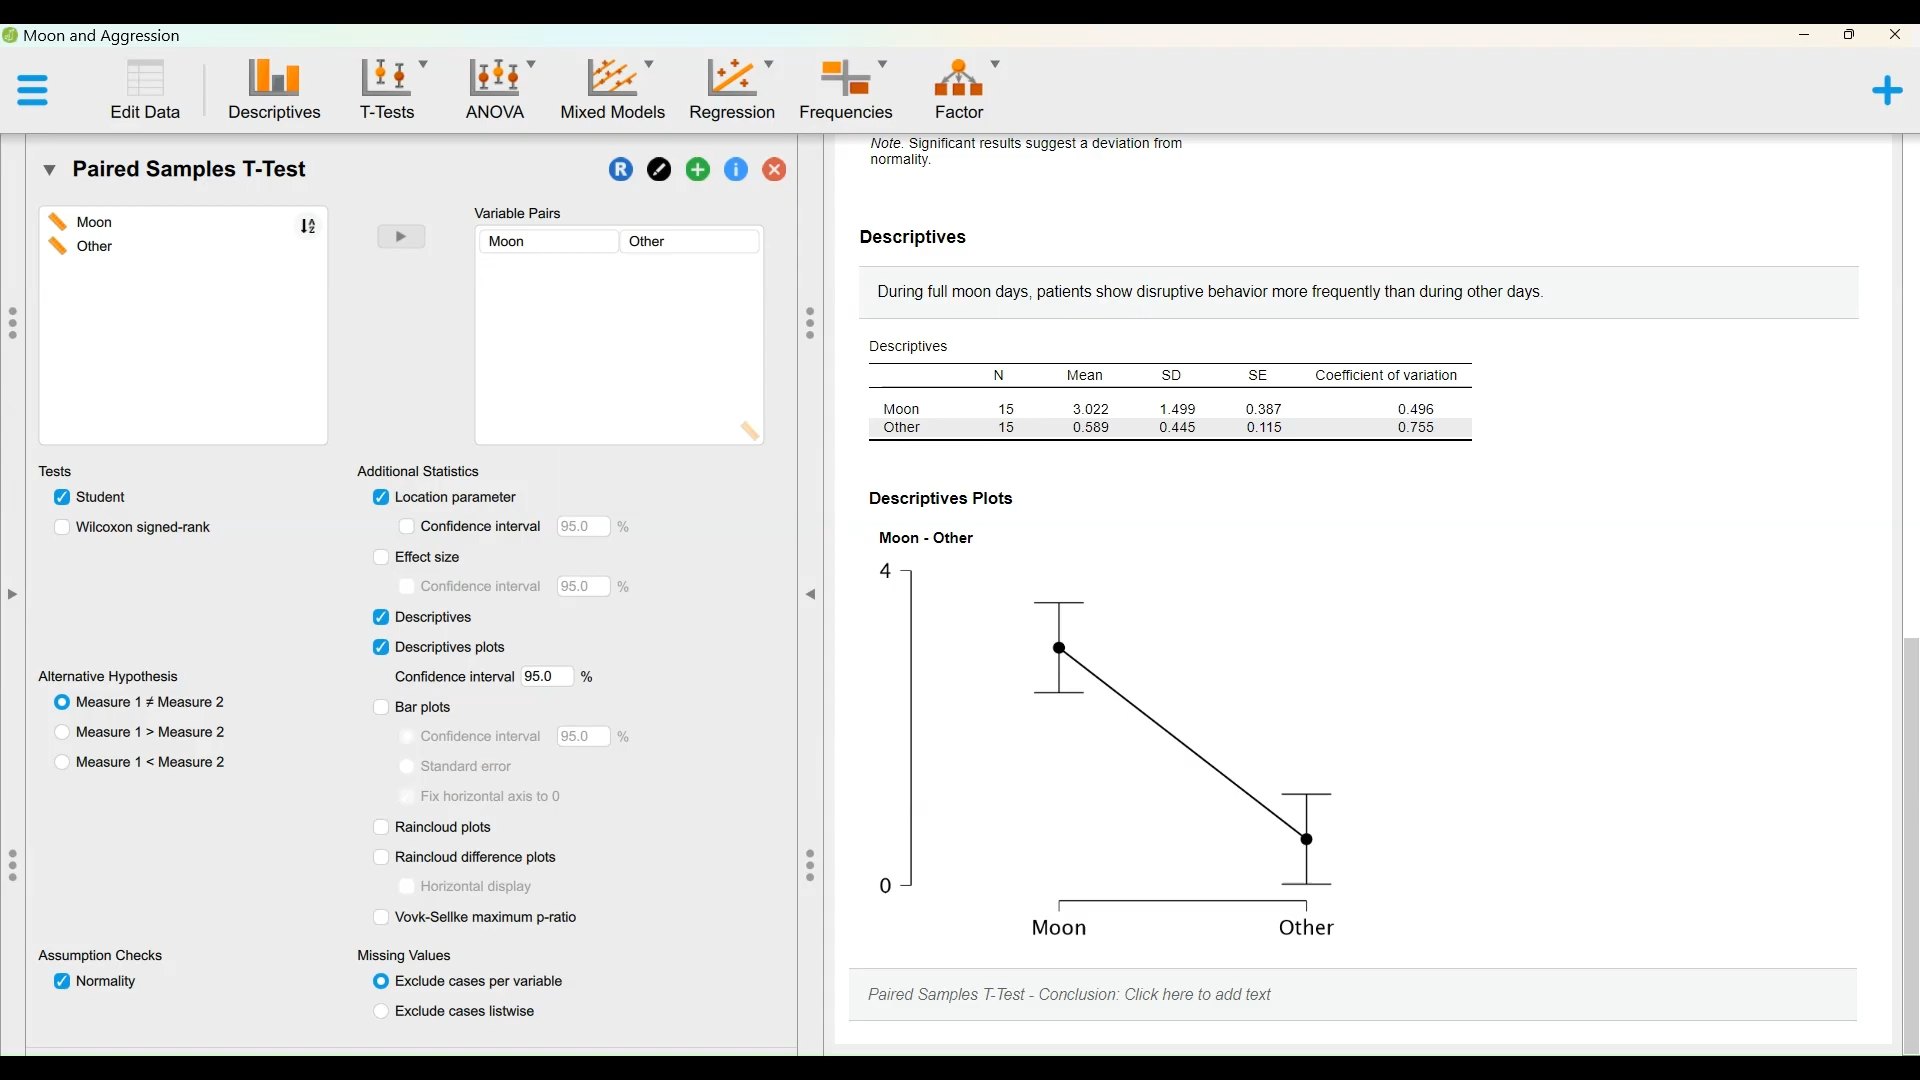 Moon and Aggression
Edit Data
Descriptives
T-Tests
ANOVA
Mixed Models
Regression
Frequencies
Factor
Paired Samples T-Test
R
i
Moon
Other
Variable Pairs
Moon Other
Tests
Student
Wilcoxon signed-rank
Additional Statistics
Location parameter
Confidence interval 95.0 %
Effect size
Confidence interval 95.0 %
Descriptives
Descriptives plots
Confidence interval 95.0 %
Bar plots
Confidence interval 95.0 %
Standard error
Fix horizontal axis to 0
Raincloud plots
Raincloud difference plots
Horizontal display
Vovk-Sellke maximum p-ratio
Alternative Hypothesis
Measure 1 ≠ Measure 2
Measure 1 > Measure 2
Measure 1 < Measure 2
Assumption Checks
Normality
Missing Values
Exclude cases per variable
Exclude cases listwise
Note. Significant results suggest a deviation from
normality.
Descriptives
During full moon days, patients show disruptive behavior more frequently than during other days.
Descriptives
N Mean SD SE Coefficient of variation
Moon 15 3.022 1.499 0.387 0.496
Other 15 0.589 0.445 0.115 0.755
Descriptives Plots
Moon - Other
4
0
Moon Other
Paired Samples T-Test - Conclusion: Click here to add text